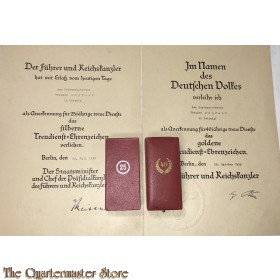 Der Führer und Reichskanzler
hat mit Erlaß vom heutigen Tage
als Anerkennung für 25jährige treue Dienste
das
silberne
Treudienst-Ehrenzeichen
verliehen.
Berlin, den
Der Staatsminister
und Chef der Präsidialkanzlei
des Führers und Reichskanzlers
Im Namen
des
Deutschen Volkes
verleihe ich
als Anerkennung für 40jährige treue Dienste
das
goldene
Treudienst-Ehrenzeichen.
Berlin, den
Der Führer und Reichskanzler
25
40
© The Quartermaster Store